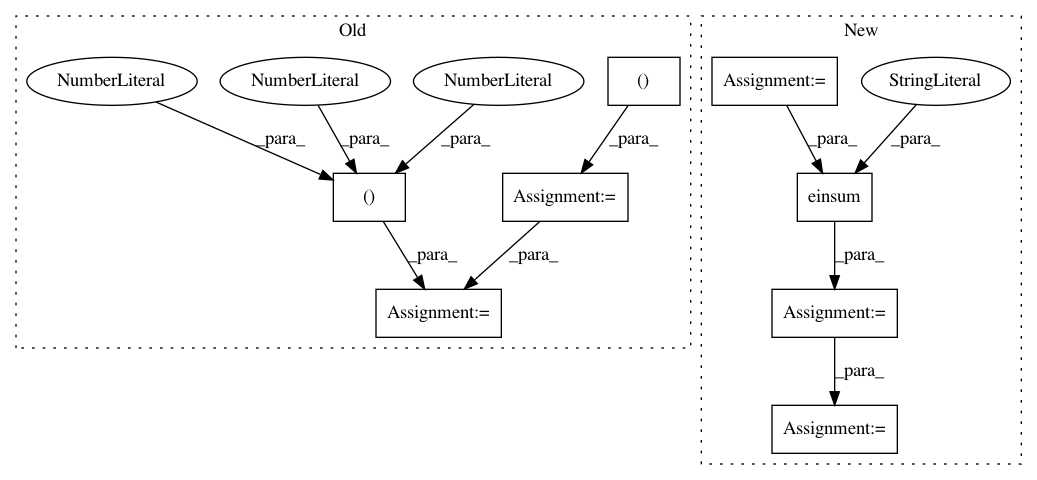 Old
New
NumberLiteral
NumberLiteral
NumberLiteral
()
Assignment:=
StringLiteral
_para_
_para_
_para_
_para_
_para_
_para_
()
Assignment:=
einsum
_para_
_para_
_para_
Assignment:=
Assignment:=
_para_
Assignment:=